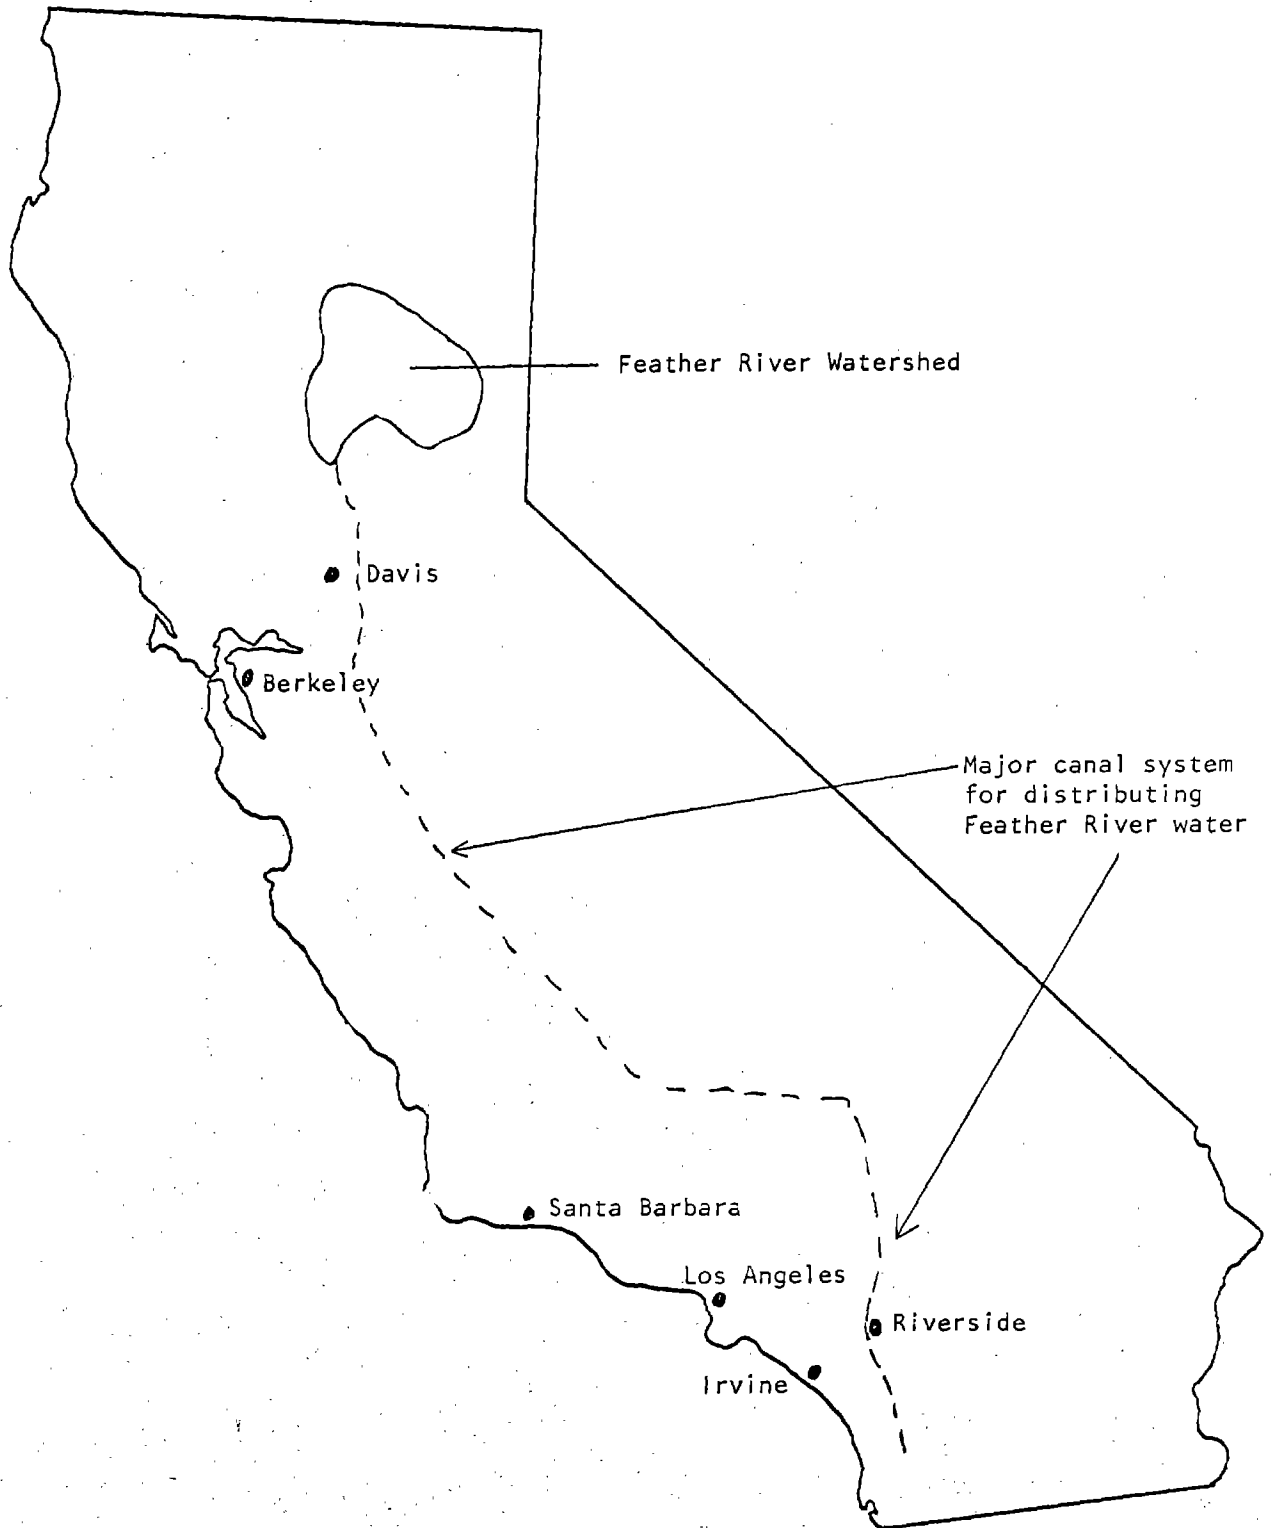 Feather River Watershed
Davis
Berkeley
Major canal system
for distributing
Feather River water
Santa Barbara
Los Angeles
Riverside
Irvine